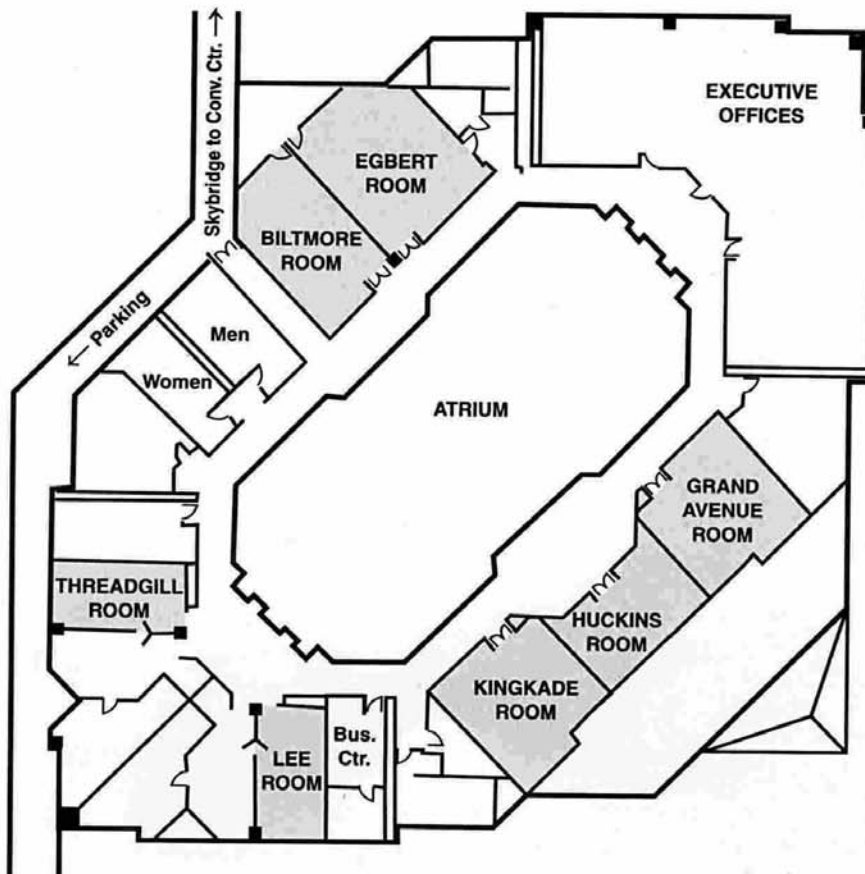 Skybridge to Conv. Ctr. →
← Parking
EXECUTIVE
OFFICES
EGBERT
ROOM
BILTMORE
ROOM
Men
Women
ATRIUM
GRAND
AVENUE
ROOM
THREADGILL
ROOM
HUCKINS
ROOM
KINGKADE
ROOM
Bus.
Ctr.
LEE
ROOM